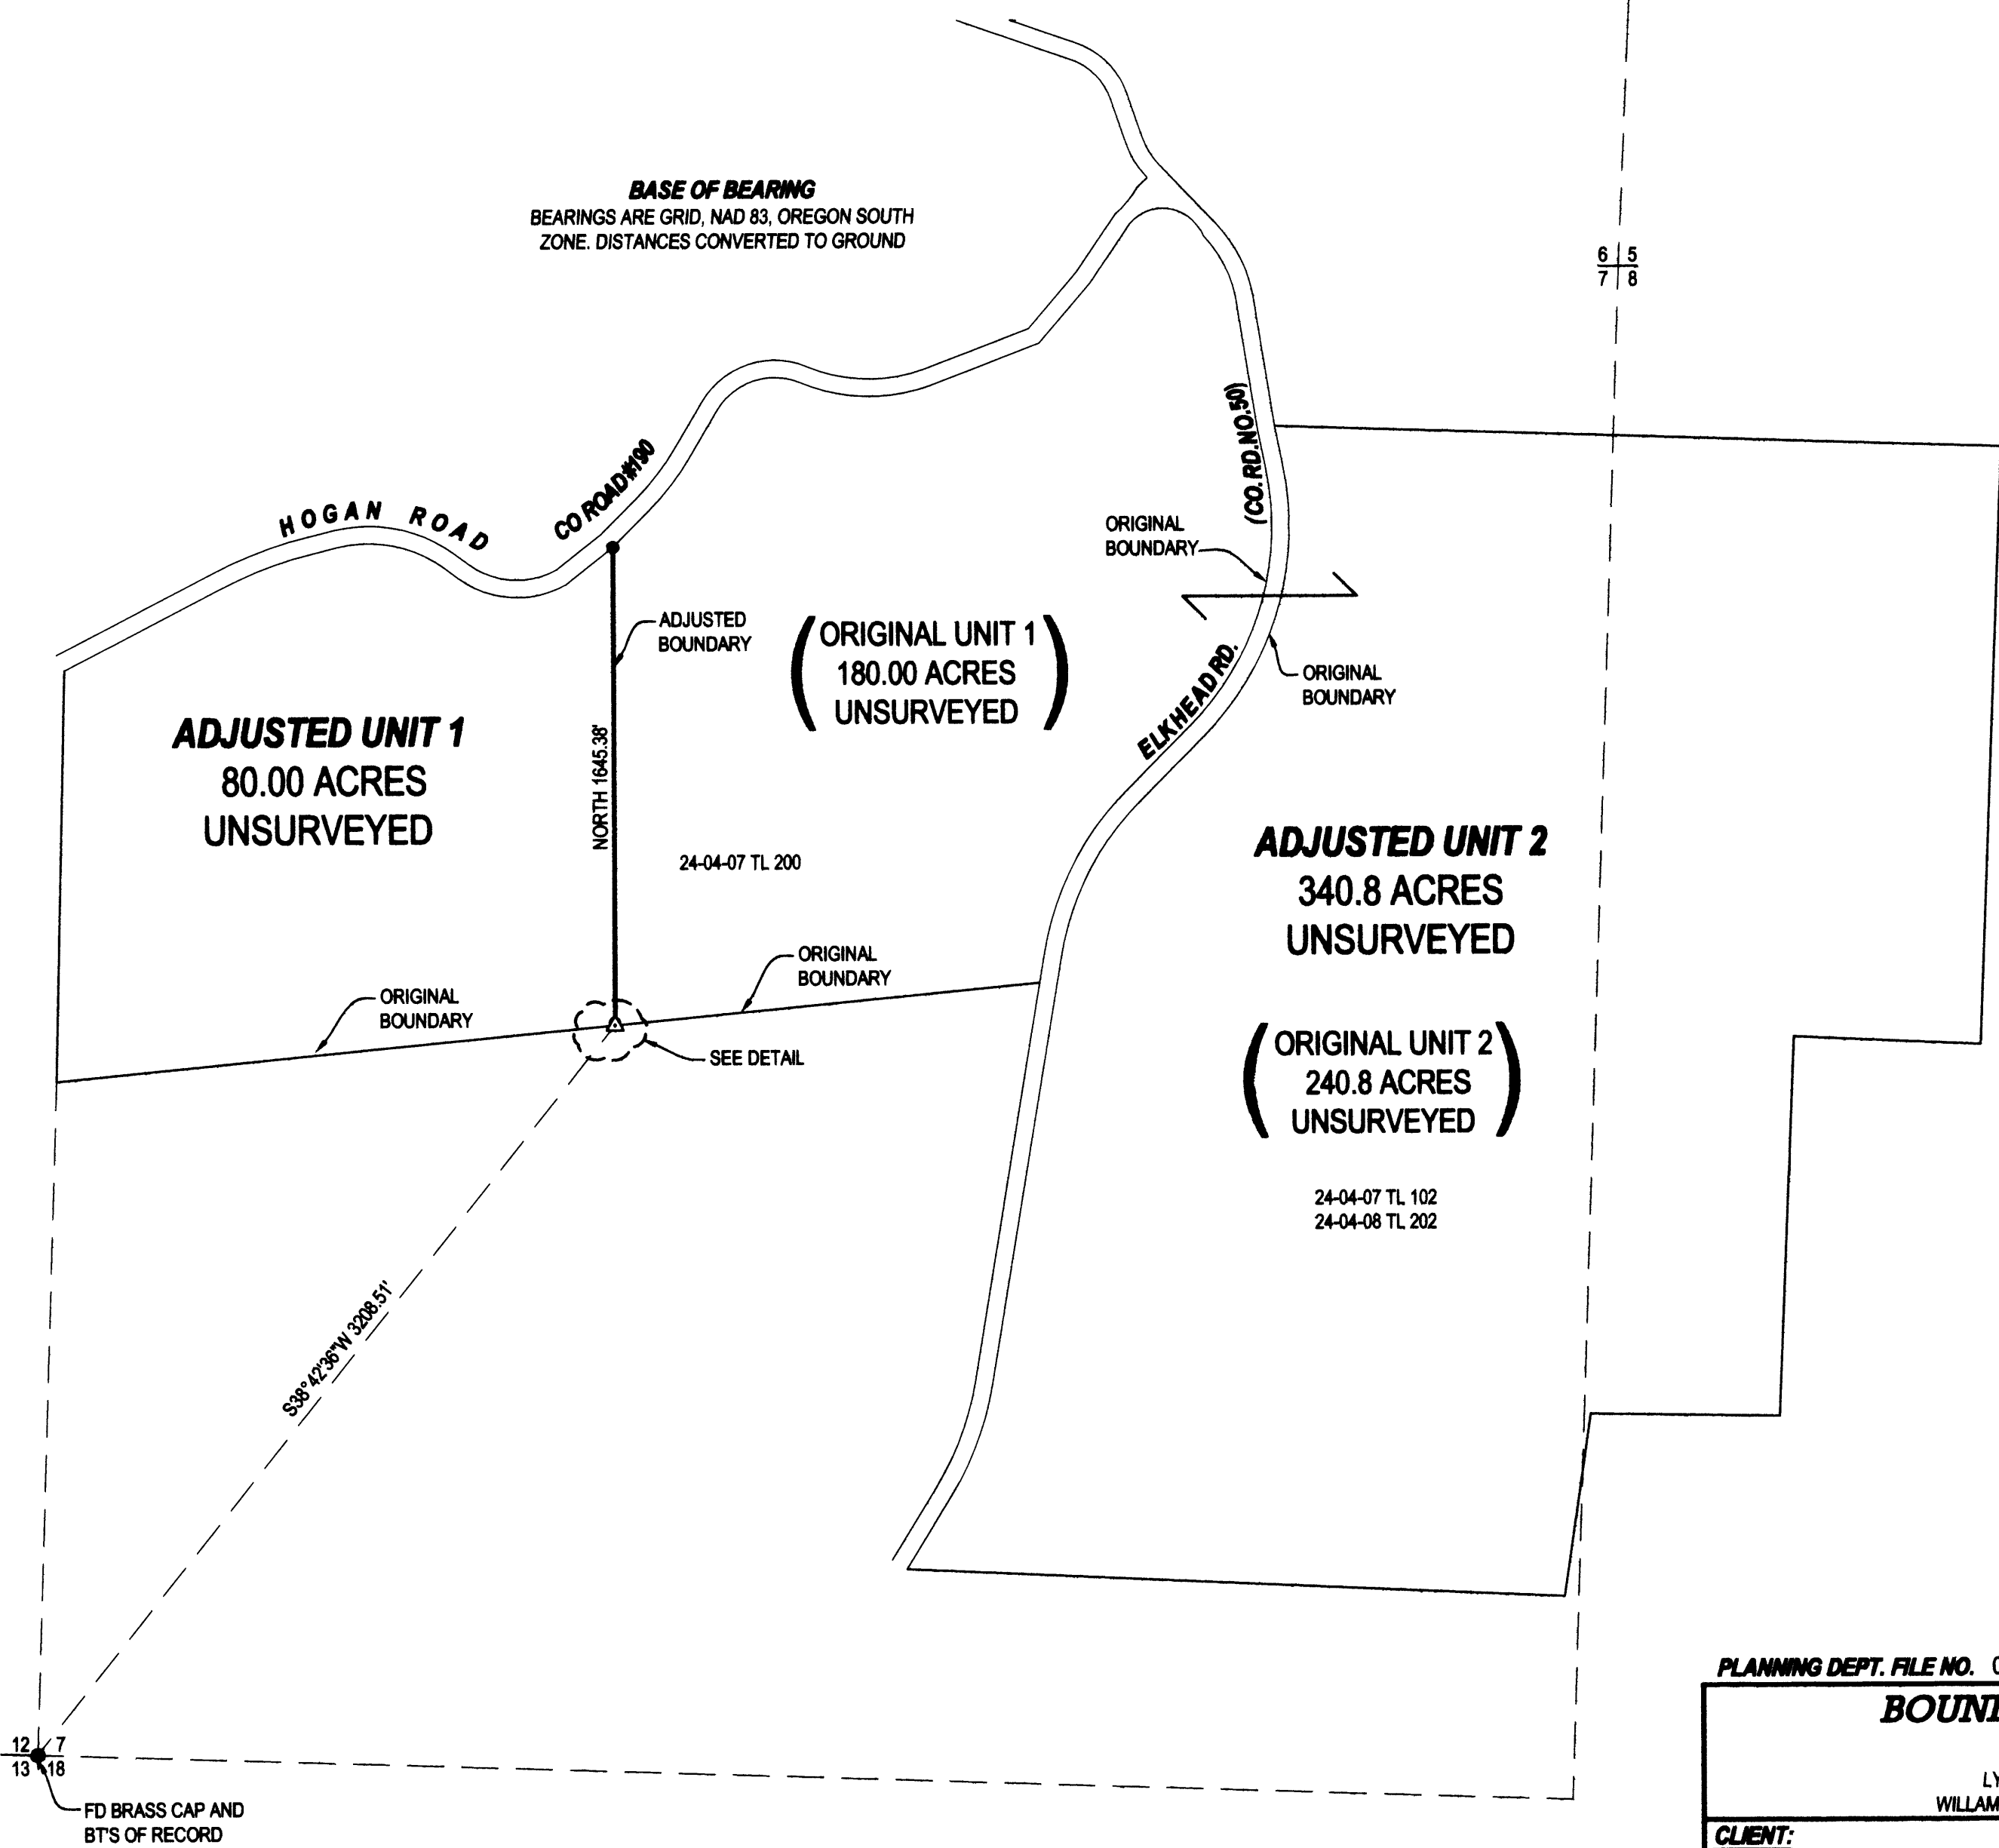 BASE OF BEARING
BEARINGS ARE GRID, NAD 83, OREGON SOUTH
ZONE. DISTANCES CONVERTED TO GROUND
6 5
7 8
HOGAN ROAD
CO ROAD#190
(CO.RD.NO.50)
ELKHEAD RD.
ORIGINAL
BOUNDARY
ORIGINAL
BOUNDARY
ADJUSTED
BOUNDARY
ORIGINAL UNIT 1
180.00 ACRES
UNSURVEYED
ADJUSTED UNIT 1
80.00 ACRES
UNSURVEYED
NORTH 1645.38'
24-04-07 TL 200
ADJUSTED UNIT 2
340.8 ACRES
UNSURVEYED
ORIGINAL
BOUNDARY
ORIGINAL
BOUNDARY
SEE DETAIL
ORIGINAL UNIT 2
240.8 ACRES
UNSURVEYED
24-04-07 TL 102
24-04-08 TL 202
S38°42'36"W 3208.51'
12 7
13 18
FD BRASS CAP AND
BT'S OF RECORD
PLANNING DEPT. FILE NO.
BOUN
LY
WILLAM
CLIENT: